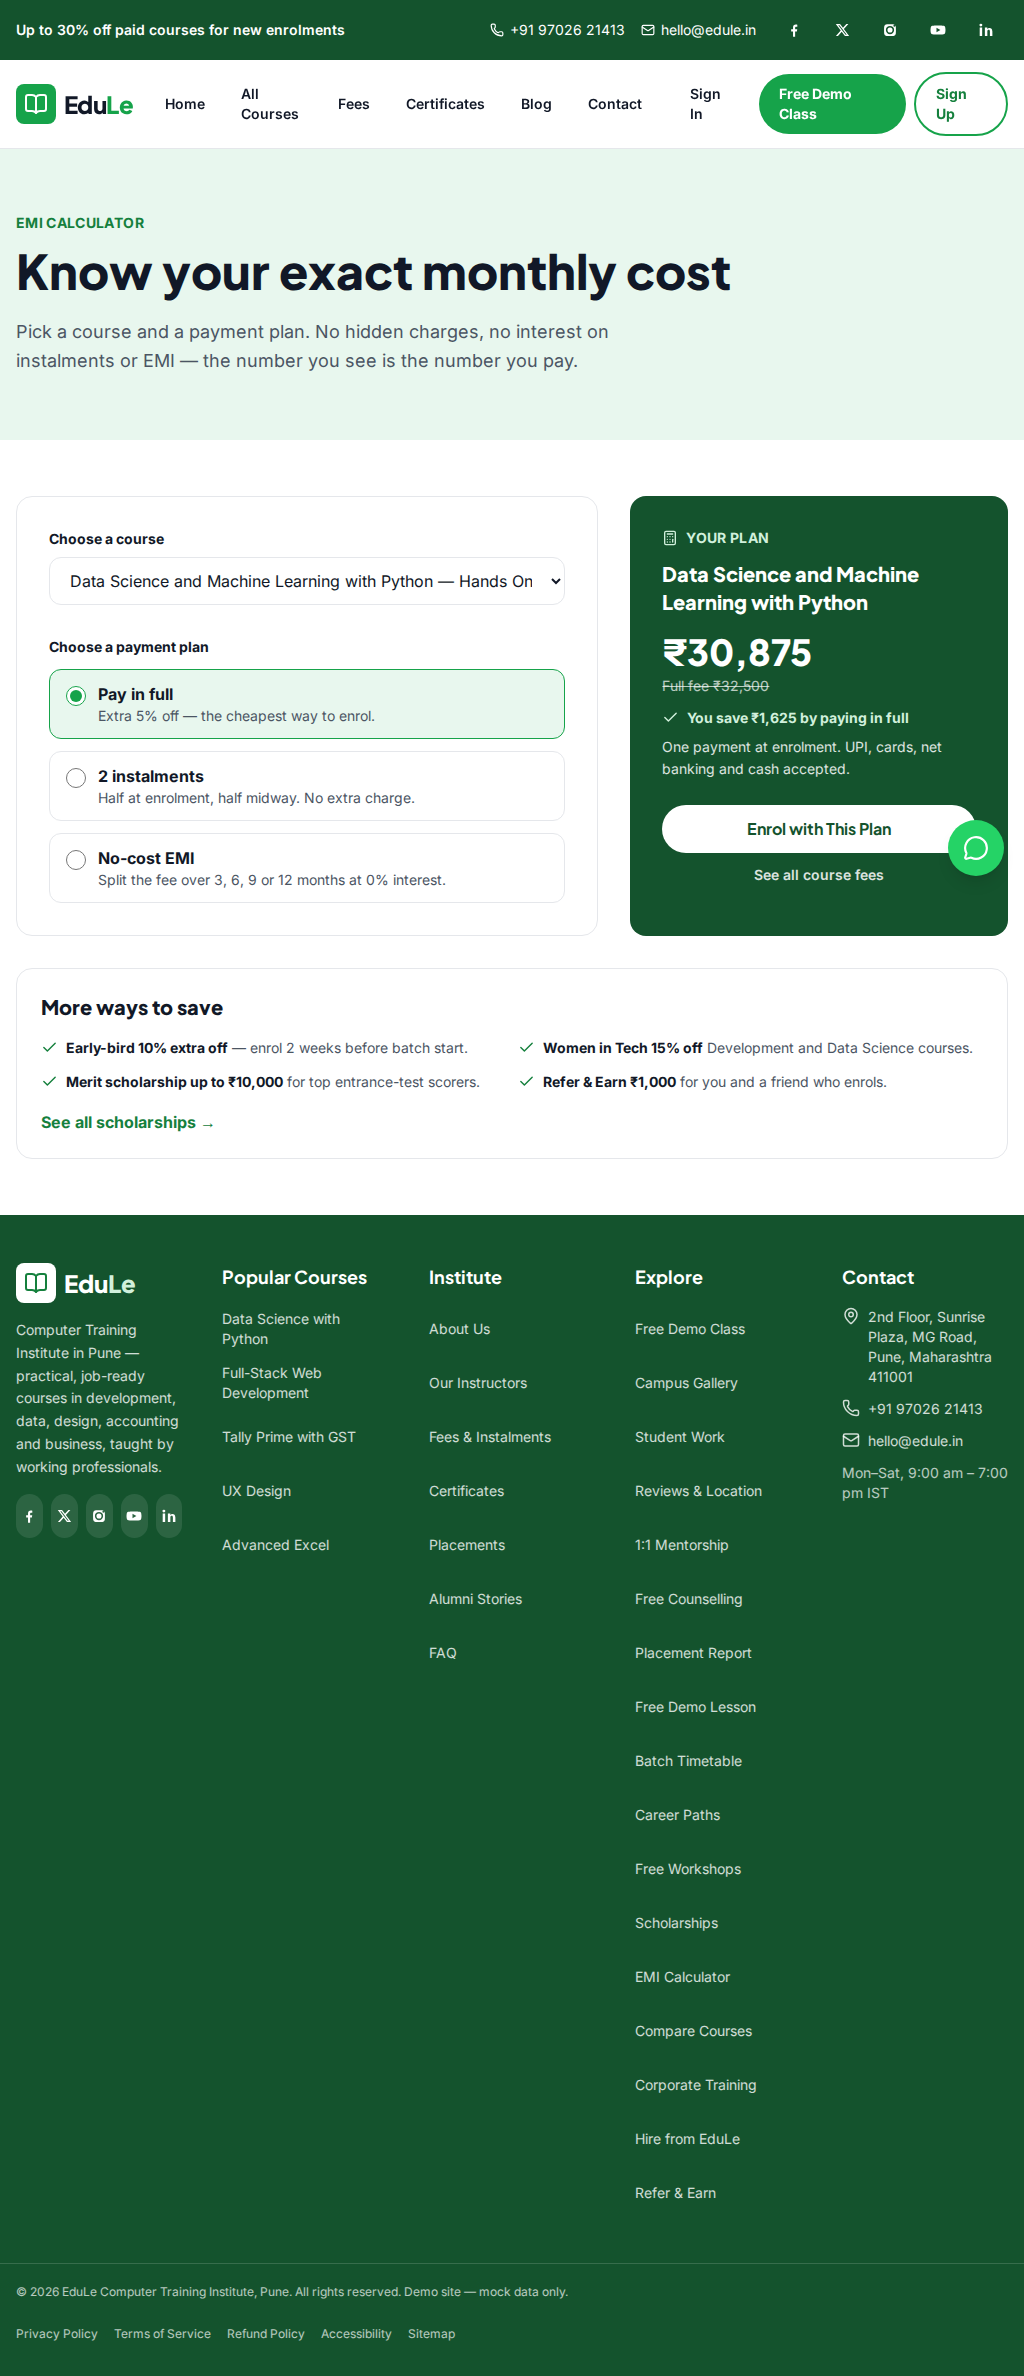 Up to 30% off paid courses for new enrolments
+91 97026 21413
hello@edule.in
EduLe
Home
All
Courses
Fees
Certificates
Blog
Contact
Sign
In
Free Demo
Class
Sign
Up
EMI CALCULATOR
Know your exact monthly cost
Pick a course and a payment plan. No hidden charges, no interest on
instalments or EMI — the number you see is the number you pay.
Choose a course
Data Science and Machine Learning with Python — Hands On
Choose a payment plan
Pay in full
Extra 5% off — the cheapest way to enrol.
2 instalments
Half at enrolment, half midway. No extra charge.
No-cost EMI
Split the fee over 3, 6, 9 or 12 months at 0% interest.
YOUR PLAN
Data Science and Machine
Learning with Python
₹30,875
Full fee ₹32,500
You save ₹1,625 by paying in full
One payment at enrolment. UPI, cards, net
banking and cash accepted.
Enrol with This Plan
See all course fees
More ways to save
Early-bird 10% extra off — enrol 2 weeks before batch start.
Women in Tech 15% off Development and Data Science courses.
Merit scholarship up to ₹10,000 for top entrance-test scorers.
Refer & Earn ₹1,000 for you and a friend who enrols.
See all scholarships →
EduLe
Computer Training
Institute in Pune —
practical, job-ready
courses in development,
data, design, accounting
and business, taught by
working professionals.
Popular Courses
Data Science with
Python
Full-Stack Web
Development
Tally Prime with GST
UX Design
Advanced Excel
Institute
About Us
Our Instructors
Fees & Instalments
Certificates
Placements
Alumni Stories
FAQ
Explore
Free Demo Class
Campus Gallery
Student Work
Reviews & Location
1:1 Mentorship
Free Counselling
Placement Report
Free Demo Lesson
Batch Timetable
Career Paths
Free Workshops
Scholarships
EMI Calculator
Compare Courses
Corporate Training
Hire from EduLe
Refer & Earn
Contact
2nd Floor, Sunrise
Plaza, MG Road,
Pune, Maharashtra
411001
+91 97026 21413
hello@edule.in
Mon–Sat, 9:00 am – 7:00
pm IST
© 2026 EduLe Computer Training Institute, Pune. All rights reserved. Demo site — mock data only.
Privacy Policy
Terms of Service
Refund Policy
Accessibility
Sitemap